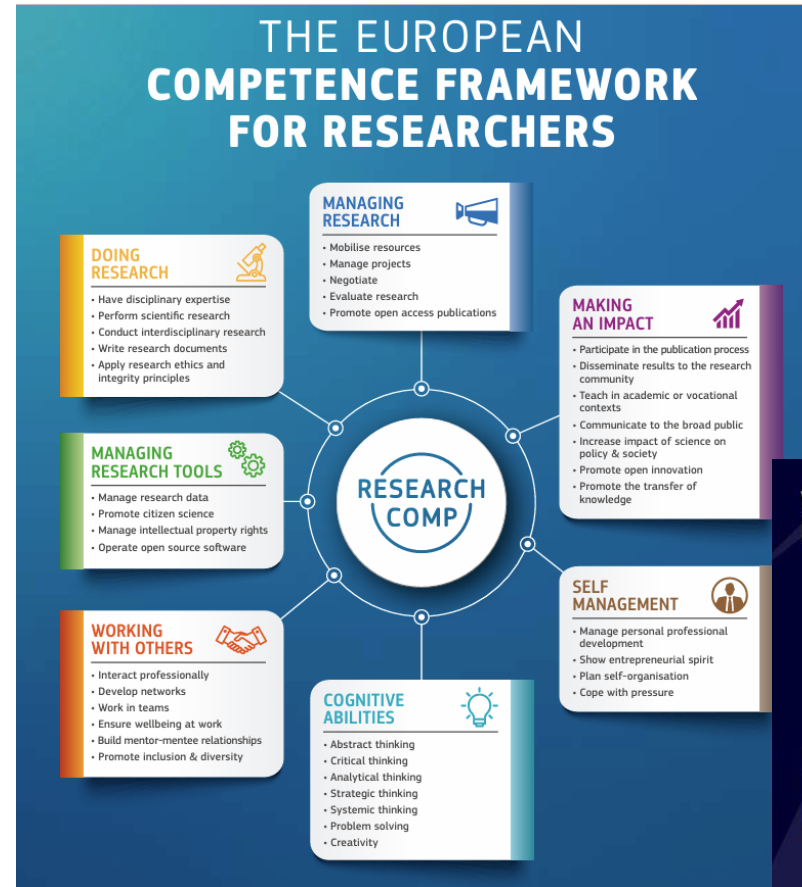 THE EUROPEAN
COMPETENCE FRAMEWORK
FOR RESEARCHERS
MANAGING
RESEARCH
• Mobilise resources
• Manage projects
• Negotiate
• Evaluate research
• Promote open access publications
DOING
RESEARCH
• Have disciplinary expertise
• Perform scientific research
• Conduct interdisciplinary research
• Write research documents
• Apply research ethics and
integrity principles
MAKING
AN IMPACT
• Participate in the publication process
• Disseminate results to the research
community
• Teach in academic or vocational
contexts
• Communicate to the broad public
• Increase impact of science on
policy & society
• Promote open innovation
• Promote the transfer of
knowledge
MANAGING
RESEARCH TOOLS
• Manage research data
• Promote citizen science
• Manage intellectual property rights
• Operate open source software
RESEARCH
COMP
SELF
MANAGEMENT
• Manage personal professional
development
• Show entrepreneurial spirit
• Plan self-organisation
• Cope with pressure
WORKING
WITH OTHERS
• Interact professionally
• Develop networks
• Work in teams
• Ensure wellbeing at work
• Build mentor-mentee relationships
• Promote inclusion & diversity
COGNITIVE
ABILITIES
• Abstract thinking
• Critical thinking
• Analytical thinking
• Strategic thinking
• Systemic thinking
• Problem solving
• Creativity